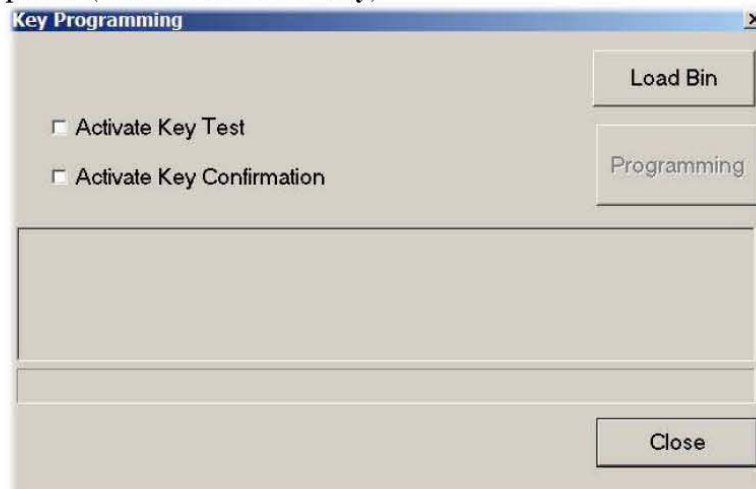 Key Programming
Load Bin
Activate Key Test
Programming
Activate Key Confirmation
Close